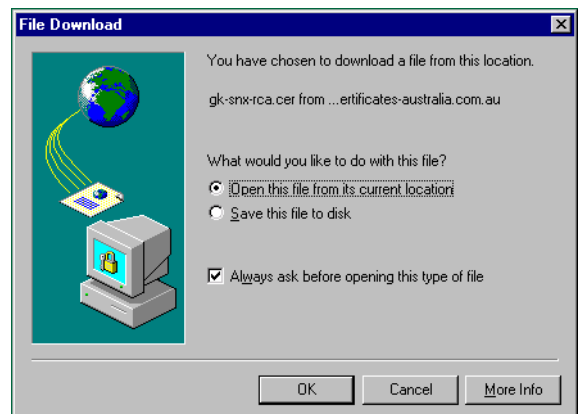 File Download
You have chosen to download a file from this location.
gk-snx-rca.cer from ...ertificates-australia.com.au
What would you like to do with this file?
Open this file from its current location
Save this file to disk
Always ask before opening this type of file
OK
Cancel
More Info